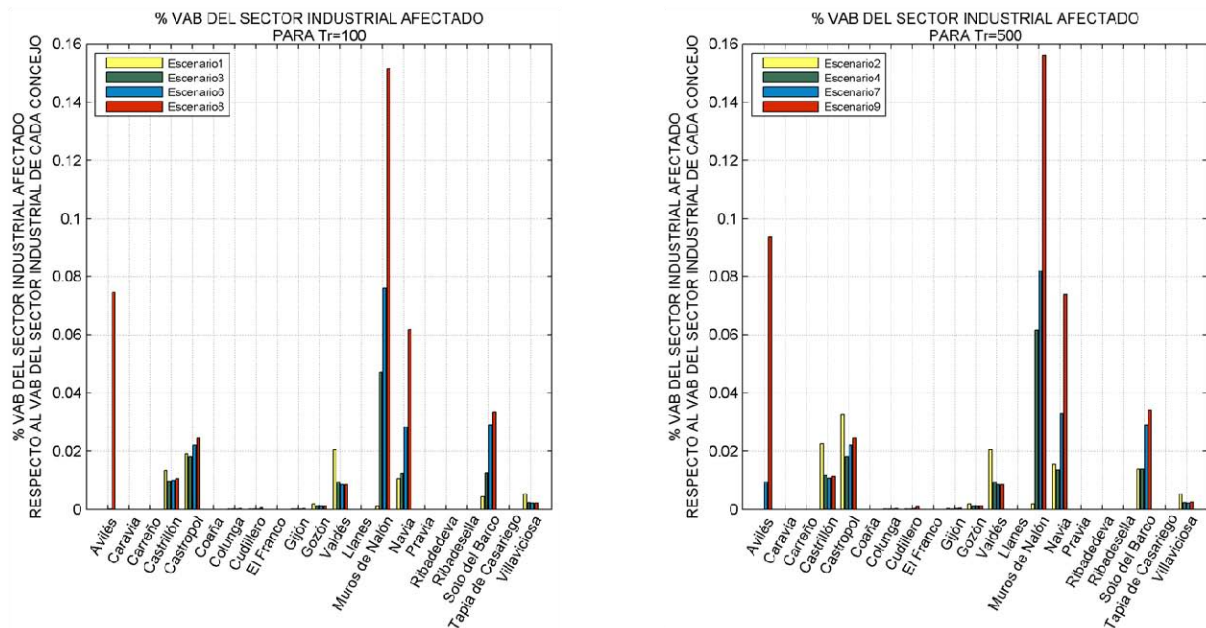 % VAB DEL SECTOR INDUSTRIAL AFECTADO
PARA Tr=100
% VAB DEL SECTOR INDUSTRIAL AFECTADO
RESPECTO AL VAB DEL SECTOR INDUSTRIAL DE CADA CONCEJO
0.16
0.14
0.12
0.1
0.08
0.06
0.04
0.02
0
Escenario1
Escenario3
Escenario6
Escenario8
Avilés
Caravia
Carreño
Castrillón
Castropol
Coaña
Colunga
Cudillero
El Franco
Gijón
Gozón
Valdés
Llanes
Muros de Nalón
Navia
Pravia
Ribadedeva
Ribadesella
Soto del Barco
Tapia de Casariego
Villaviciosa
% VAB DEL SECTOR INDUSTRIAL AFECTADO
PARA Tr=500
% VAB DEL SECTOR INDUSTRIAL AFECTADO
RESPECTO AL VAB DEL SECTOR INDUSTRIAL DE CADA CONCEJO
0.16
0.14
0.12
0.1
0.08
0.06
0.04
0.02
0
Escenario2
Escenario4
Escenario7
Escenario9
Avilés
Caravia
Carreño
Castrillón
Castropol
Coaña
Colunga
Cudillero
El Franco
Gijón
Gozón
Valdés
Llanes
Muros de Nalón
Navia
Pravia
Ribadedeva
Ribadesella
Soto del Barco
Tapia de Casariego
Villaviciosa